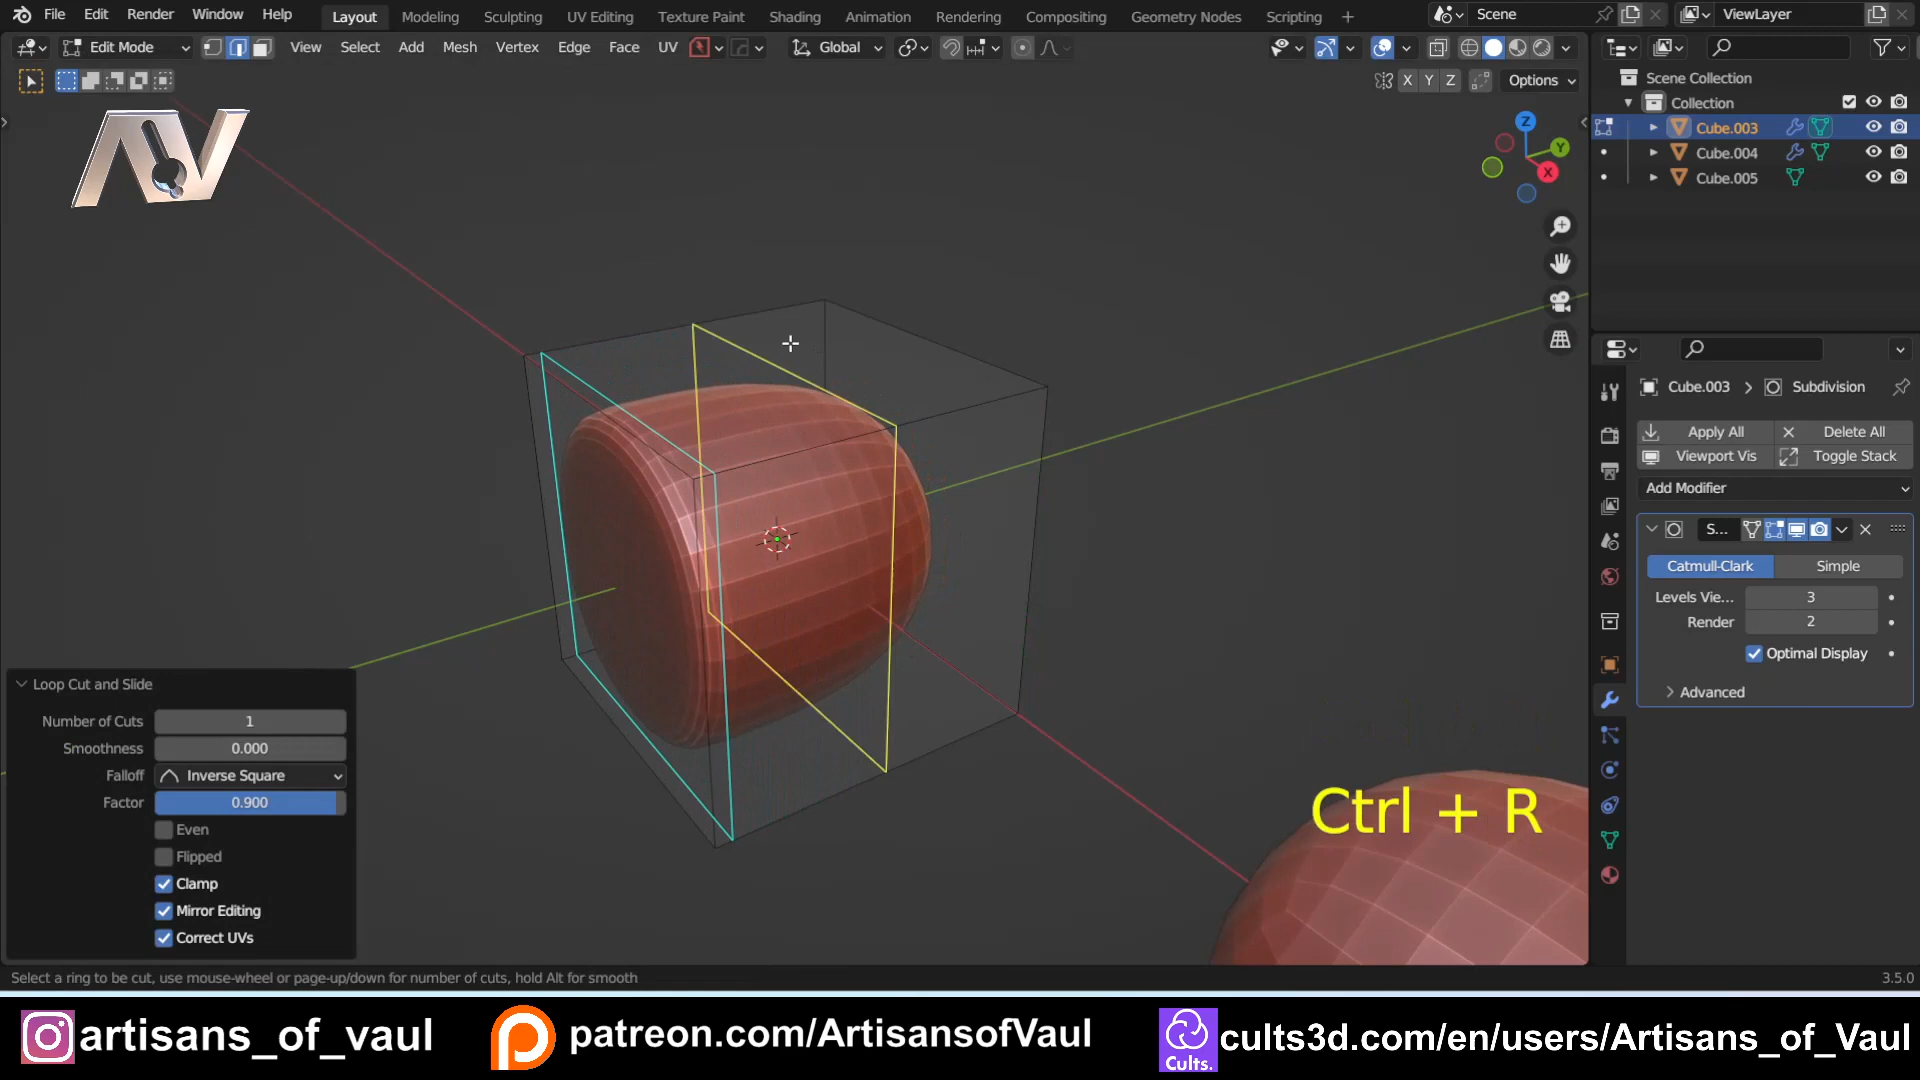 File Edit Render Window Help Layout Modeling Sculpting UV Editing Texture Paint Shading Animation Rendering Compositing Geometry Nodes Scripting + Scene ViewLayer
Edit Mode View Select Add Mesh Vertex Edge Face UV Global
X Y Z Options
Scene Collection
Collection
Cube.003
Cube.004
Cube.005
Z
Y
X
AV
Cube.003 > Subdivision
Apply All Delete All
Viewport Vis Toggle Stack
Add Modifier
S...
Catmull-Clark Simple
Levels Vie... 3
Render 2
Optimal Display
Advanced
Loop Cut and Slide
Number of Cuts 1
Smoothness 0.000
Falloff Inverse Square
Factor 0.900
Even
Flipped
Clamp
Mirror Editing
Correct UVs
Ctrl + R
Select a ring to be cut, use mouse-wheel or page-up/down for number of cuts, hold Alt for smooth 3.5.0
artisans_of_vaul patreon.com/ArtisansofVaul Cults. cults3d.com/en/users/Artisans_of_Vaul